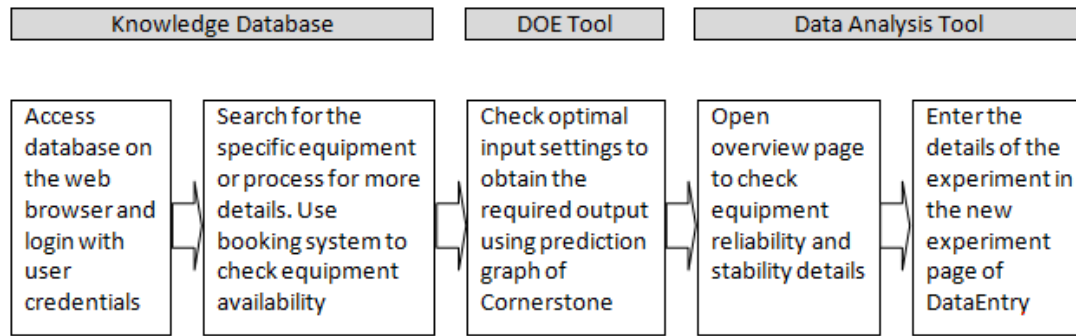 Knowledge Database
DOE Tool
Data Analysis Tool
Access
database on
the web
browser and
login with
user
credentials
Search for the
specific equipment
or process for more
details. Use
booking system to
check equipment
availability
Check optimal
input settings to
obtain the
required output
using prediction
graph of
Cornerstone
Open
overview page
to check
equipment
reliability and
stability details
Enter the
details of the
experiment in
the new
experiment
page of
DataEntry